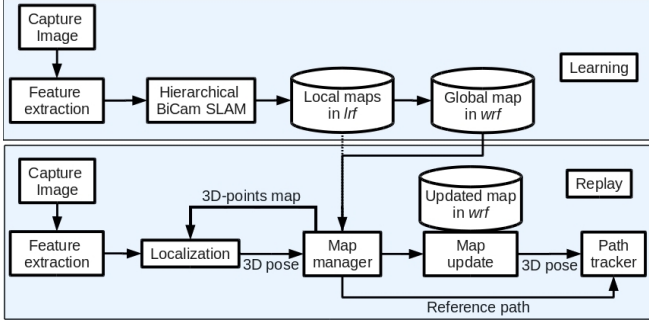 Capture
Image
Feature
extraction
Hierarchical
BiCam SLAM
Local maps
in lrf
Global map
in wrf
Learning
Capture
Image
Feature
extraction
3D-points map
Localization
3D pose
Map
manager
Updated map
in wrf
Map
update
3D pose
Replay
Path
tracker
Reference path